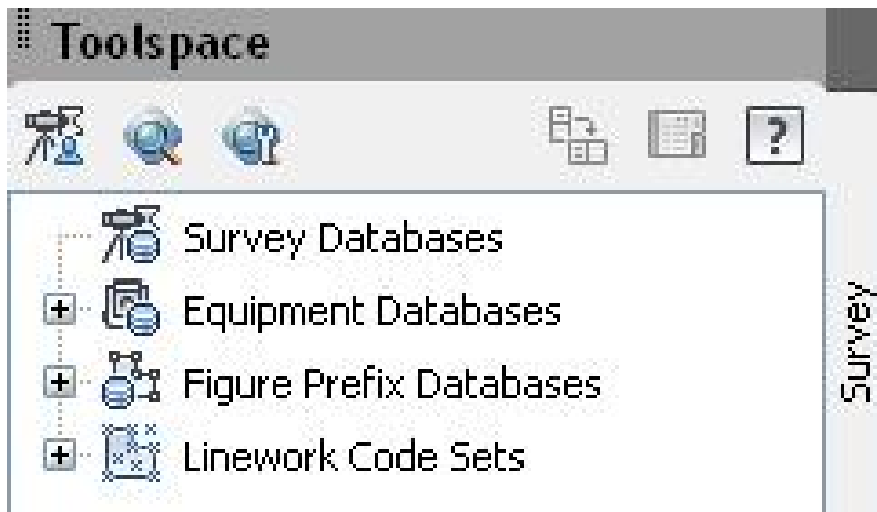 Toolspace
?
Survey Databases
Equipment Databases
Figure Prefix Databases
Linework Code Sets
Survey